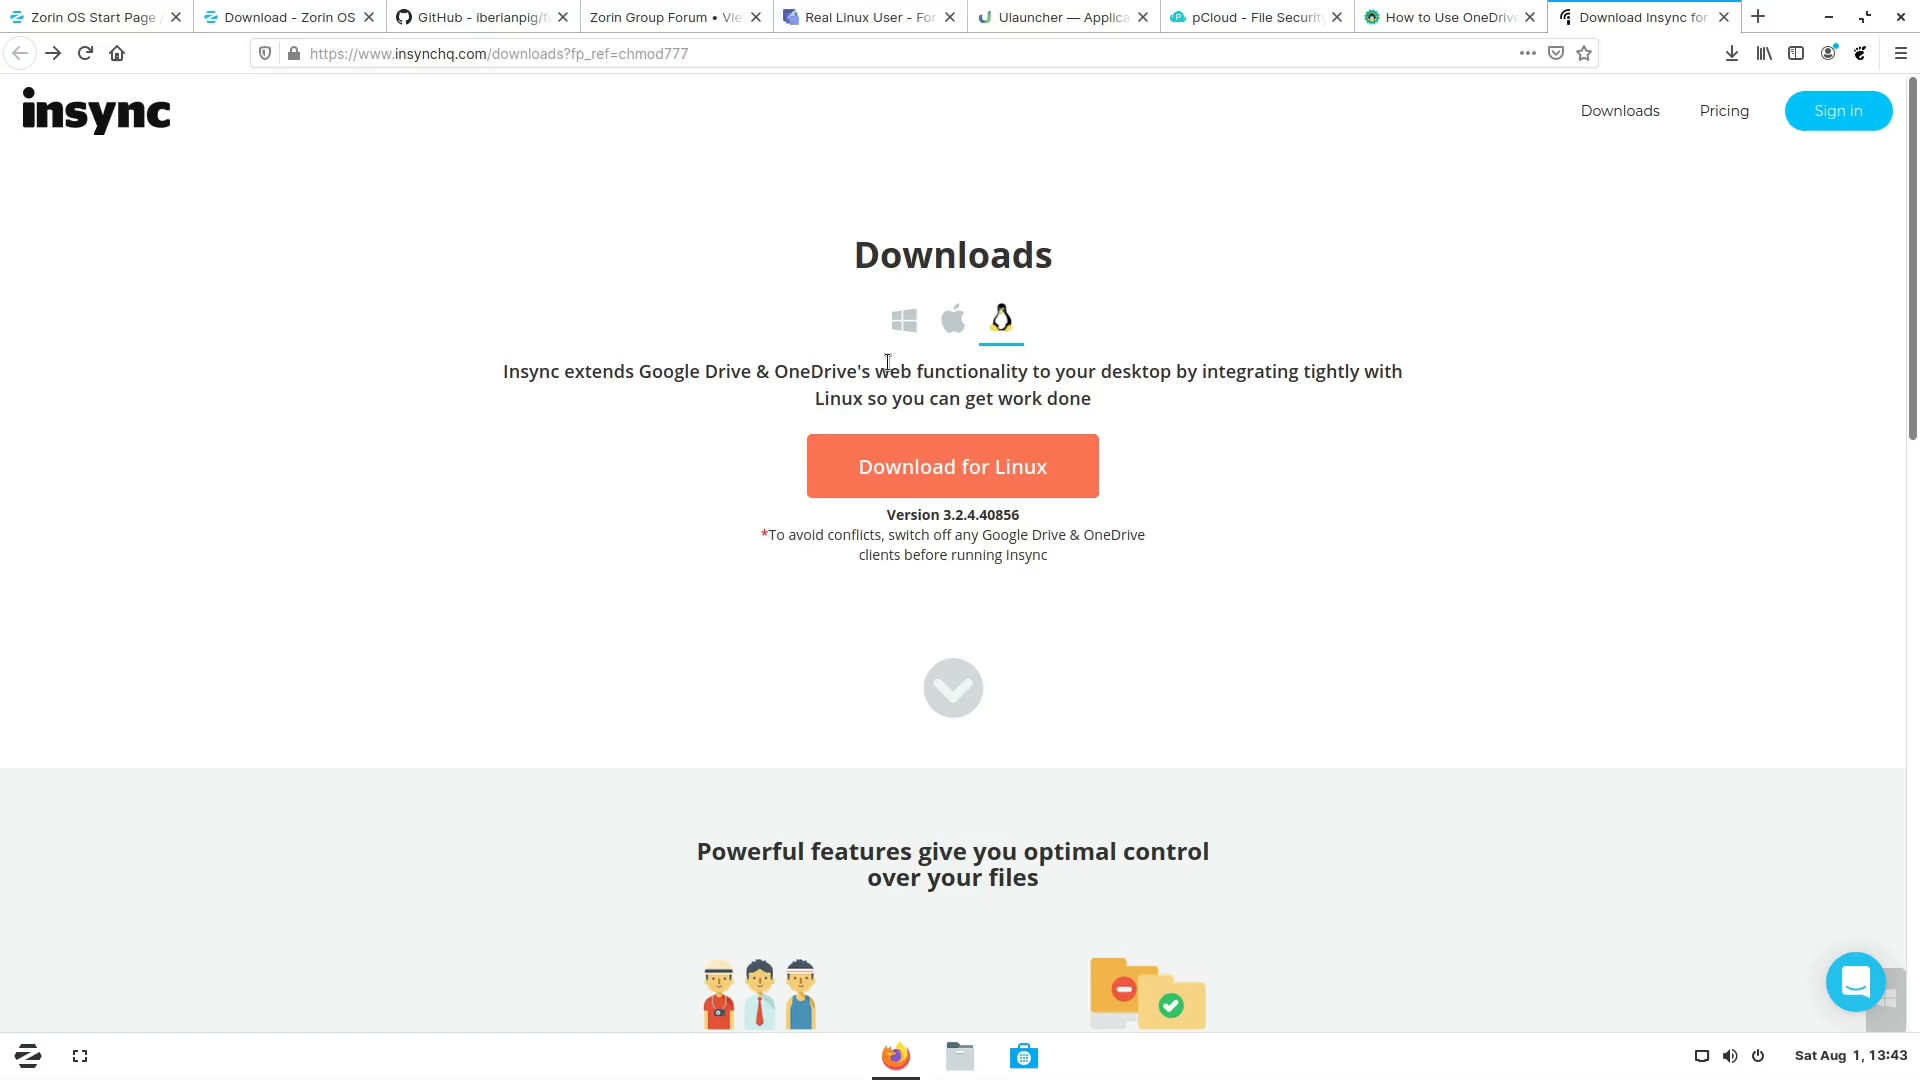 Zorin OS Start Page
Download - Zorin OS
GitHub - iberianpig/
Zorin Group Forum • Vie
Real Linux User - For
Ulauncher — Applica
pCloud - File Security
How to Use OneDrive
Download Insync for
https://www.insynchq.com/downloads?fp_ref=chmod777
insync
Downloads
Pricing
Sign in
Downloads
Insync extends Google Drive & OneDrive's web functionality to your desktop by integrating tightly with
Linux so you can get work done
Download for Linux
Version 3.2.4.40856
*To avoid conflicts, switch off any Google Drive & OneDrive
clients before running Insync
Powerful features give you optimal control
over your files
Sat Aug 1, 13:43